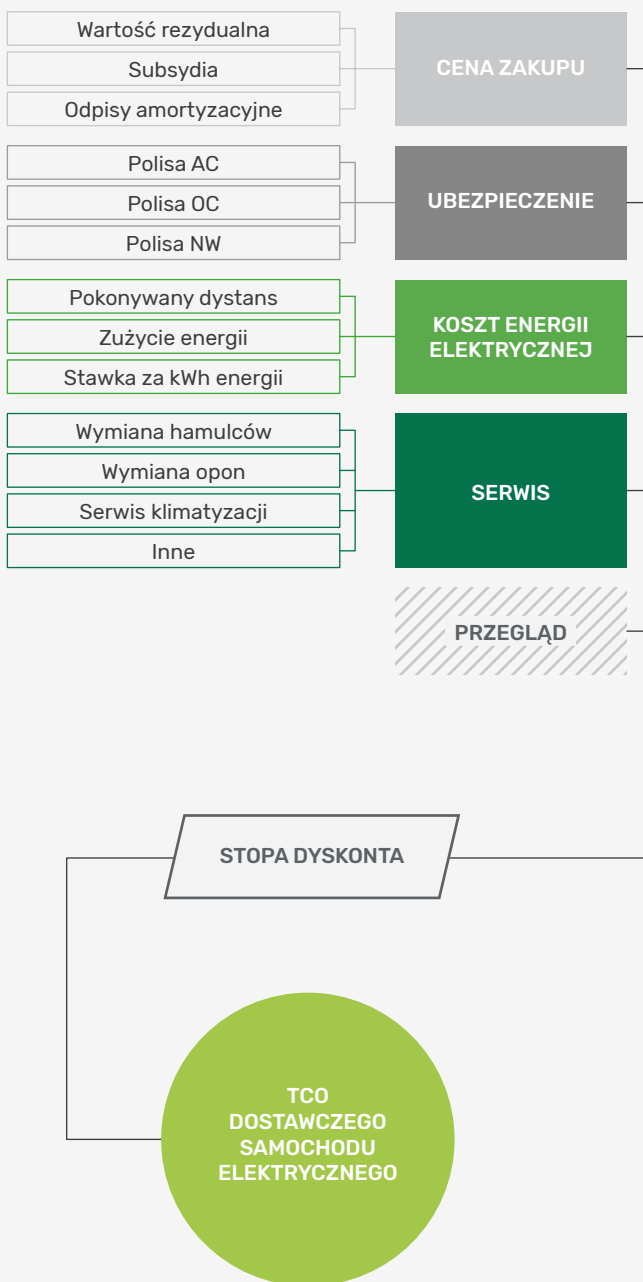 Wartość rezydualna
Subsydia
Odpisy amortyzacyjne
CENA ZAKUPU
Polisa AC
Polisa OC
Polisa NW
UBEZPIECZENIE
Pokonywany dystans
Zużycie energii
Stawka za kWh energii
KOSZT ENERGII
ELEKTRYCZNEJ
Wymiana hamulców
Wymiana opon
Serwis klimatyzacji
Inne
SERWIS
PRZEGLĄD
STOPA DYSKONTA
TCO
DOSTAWCZEGO
SAMOCHODU
ELEKTRYCZNEGO